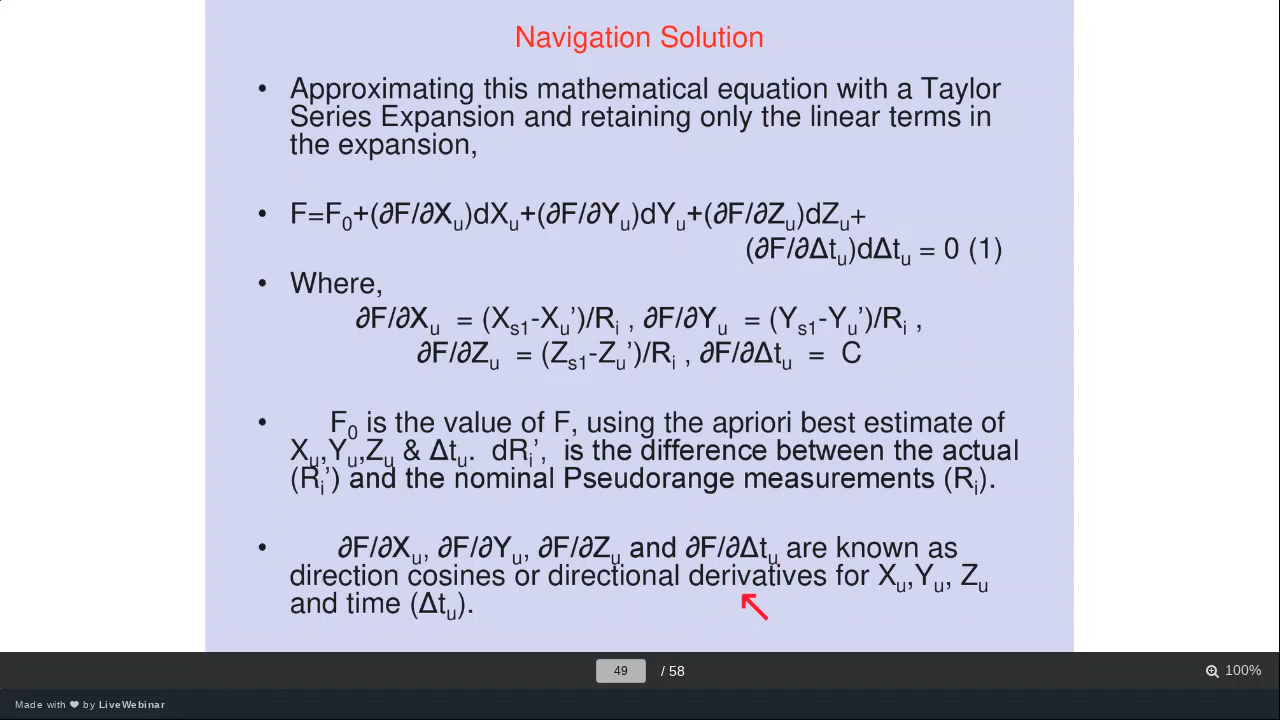 Navigation Solution
• Approximating this mathematical equation with a Taylor
Series Expansion and retaining only the linear terms in
the expansion,
• F=F₀+(∂F/∂Xᵤ)dXᵤ+(∂F/∂Yᵤ)dYᵤ+(∂F/∂Zᵤ)dZᵤ+
(∂F/∂Δtᵤ)dΔtᵤ = 0 (1)
• Where,
∂F/∂Xᵤ = (Xₛ₁-Xᵤ’)/Rᵢ , ∂F/∂Yᵤ = (Yₛ₁-Yᵤ’)/Rᵢ ,
∂F/∂Zᵤ = (Zₛ₁-Zᵤ’)/Rᵢ , ∂F/∂Δtᵤ = C
• F₀ is the value of F, using the apriori best estimate of
Xᵤ,Yᵤ,Zᵤ & Δtᵤ. dRᵢ’, is the difference between the actual
(Rᵢ’) and the nominal Pseudorange measurements (Rᵢ).
• ∂F/∂Xᵤ, ∂F/∂Yᵤ, ∂F/∂Zᵤ and ∂F/∂Δtᵤ are known as
direction cosines or directional derivatives for Xᵤ,Yᵤ, Zᵤ
and time (Δtᵤ).
49 / 58
100%
Made with ❤ by LiveWebinar